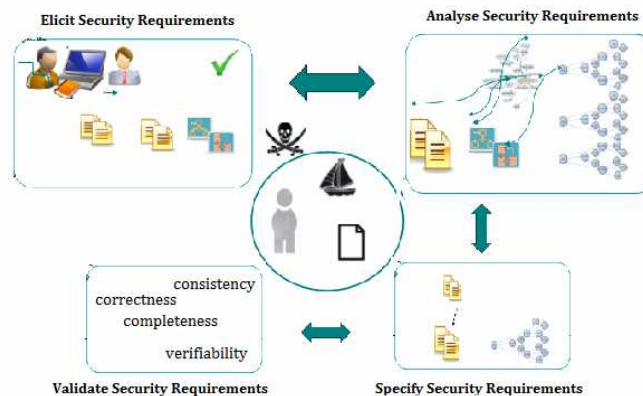 Elicit Security Requirements
Analyse Security Requirements
consistency
correctness
completeness
verifiability
Validate Security Requirements
Specify Security Requirements